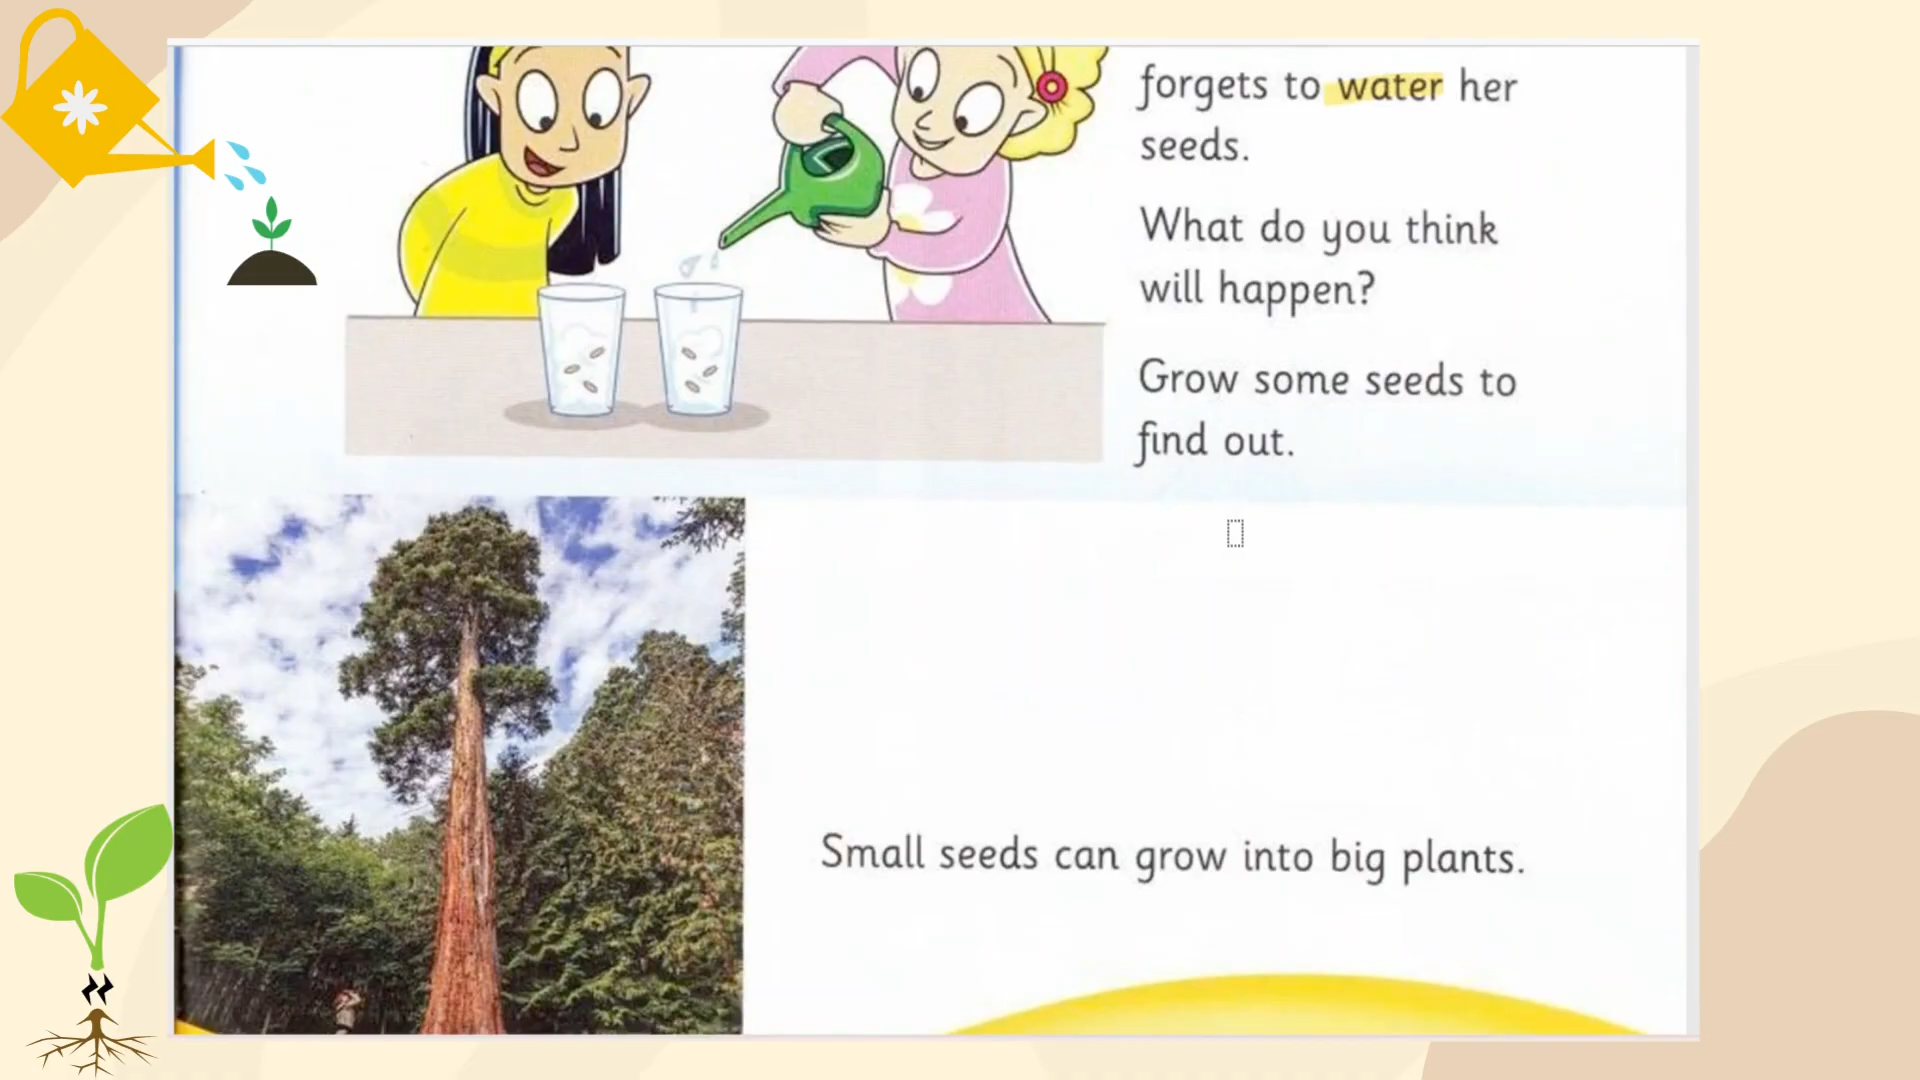 forgets to water her
seeds.
What do you think
will happen?
Grow some seeds to
find out.
Small seeds can grow into big plants.